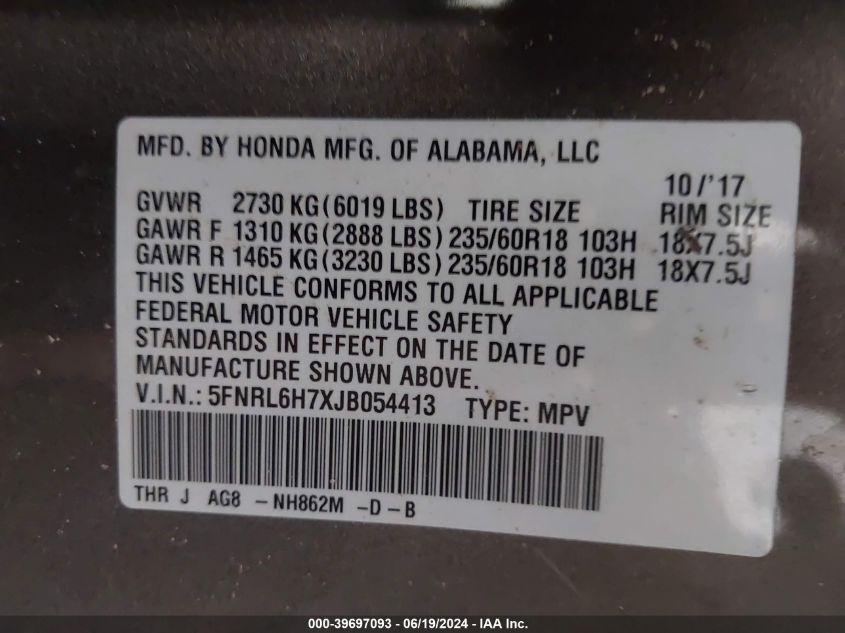 MFD. BY HONDA MFG. OF ALABAMA, LLC
10/'17
GVWR 2730 KG(6019 LBS) TIRE SIZE RIM SIZE
GAWR F 1310 KG(2888 LBS) 235/60R18 103H 18X7.5J
GAWR R 1465 KG(3230 LBS) 235/60R18 103H 18X7.5J
THIS VEHICLE CONFORMS TO ALL APPLICABLE
FEDERAL MOTOR VEHICLE SAFETY
STANDARDS IN EFFECT ON THE DATE OF
MANUFACTURE SHOWN ABOVE.
V.I.N.: 5FNRL6H7XJB054413 TYPE: MPV
THR J AG8 -NH862M -D-B
000-39697093 - 06/19/2024 - IAA Inc.